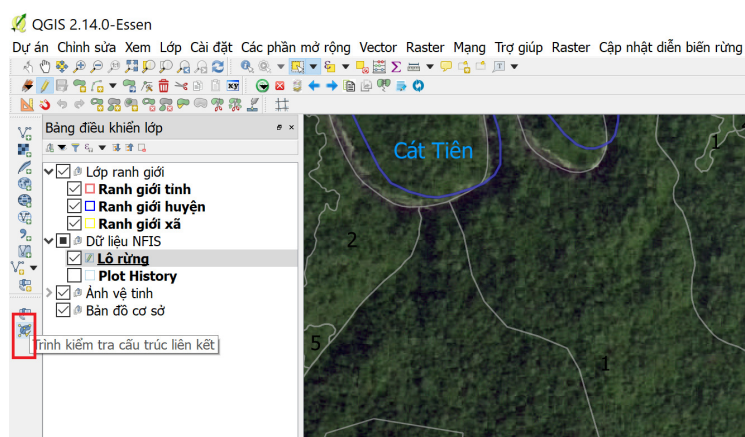 QGIS 2.14.0-Essen
Dự án Chỉnh sửa Xem Lớp Cài đặt Các phần mở rộng Vector Raster Mạng Trợ giúp Raster Cập nhật diễn biến rừng
Bảng điều khiển lớp
Lớp ranh giới
Ranh giới tỉnh
Ranh giới huyện
Ranh giới xã
Dữ liệu NFIS
Lô rừng
Plot History
Ảnh vệ tinh
Bản đồ cơ sở
Trình kiểm tra cấu trúc liên kết
Cát Tiên
1
2
5
1